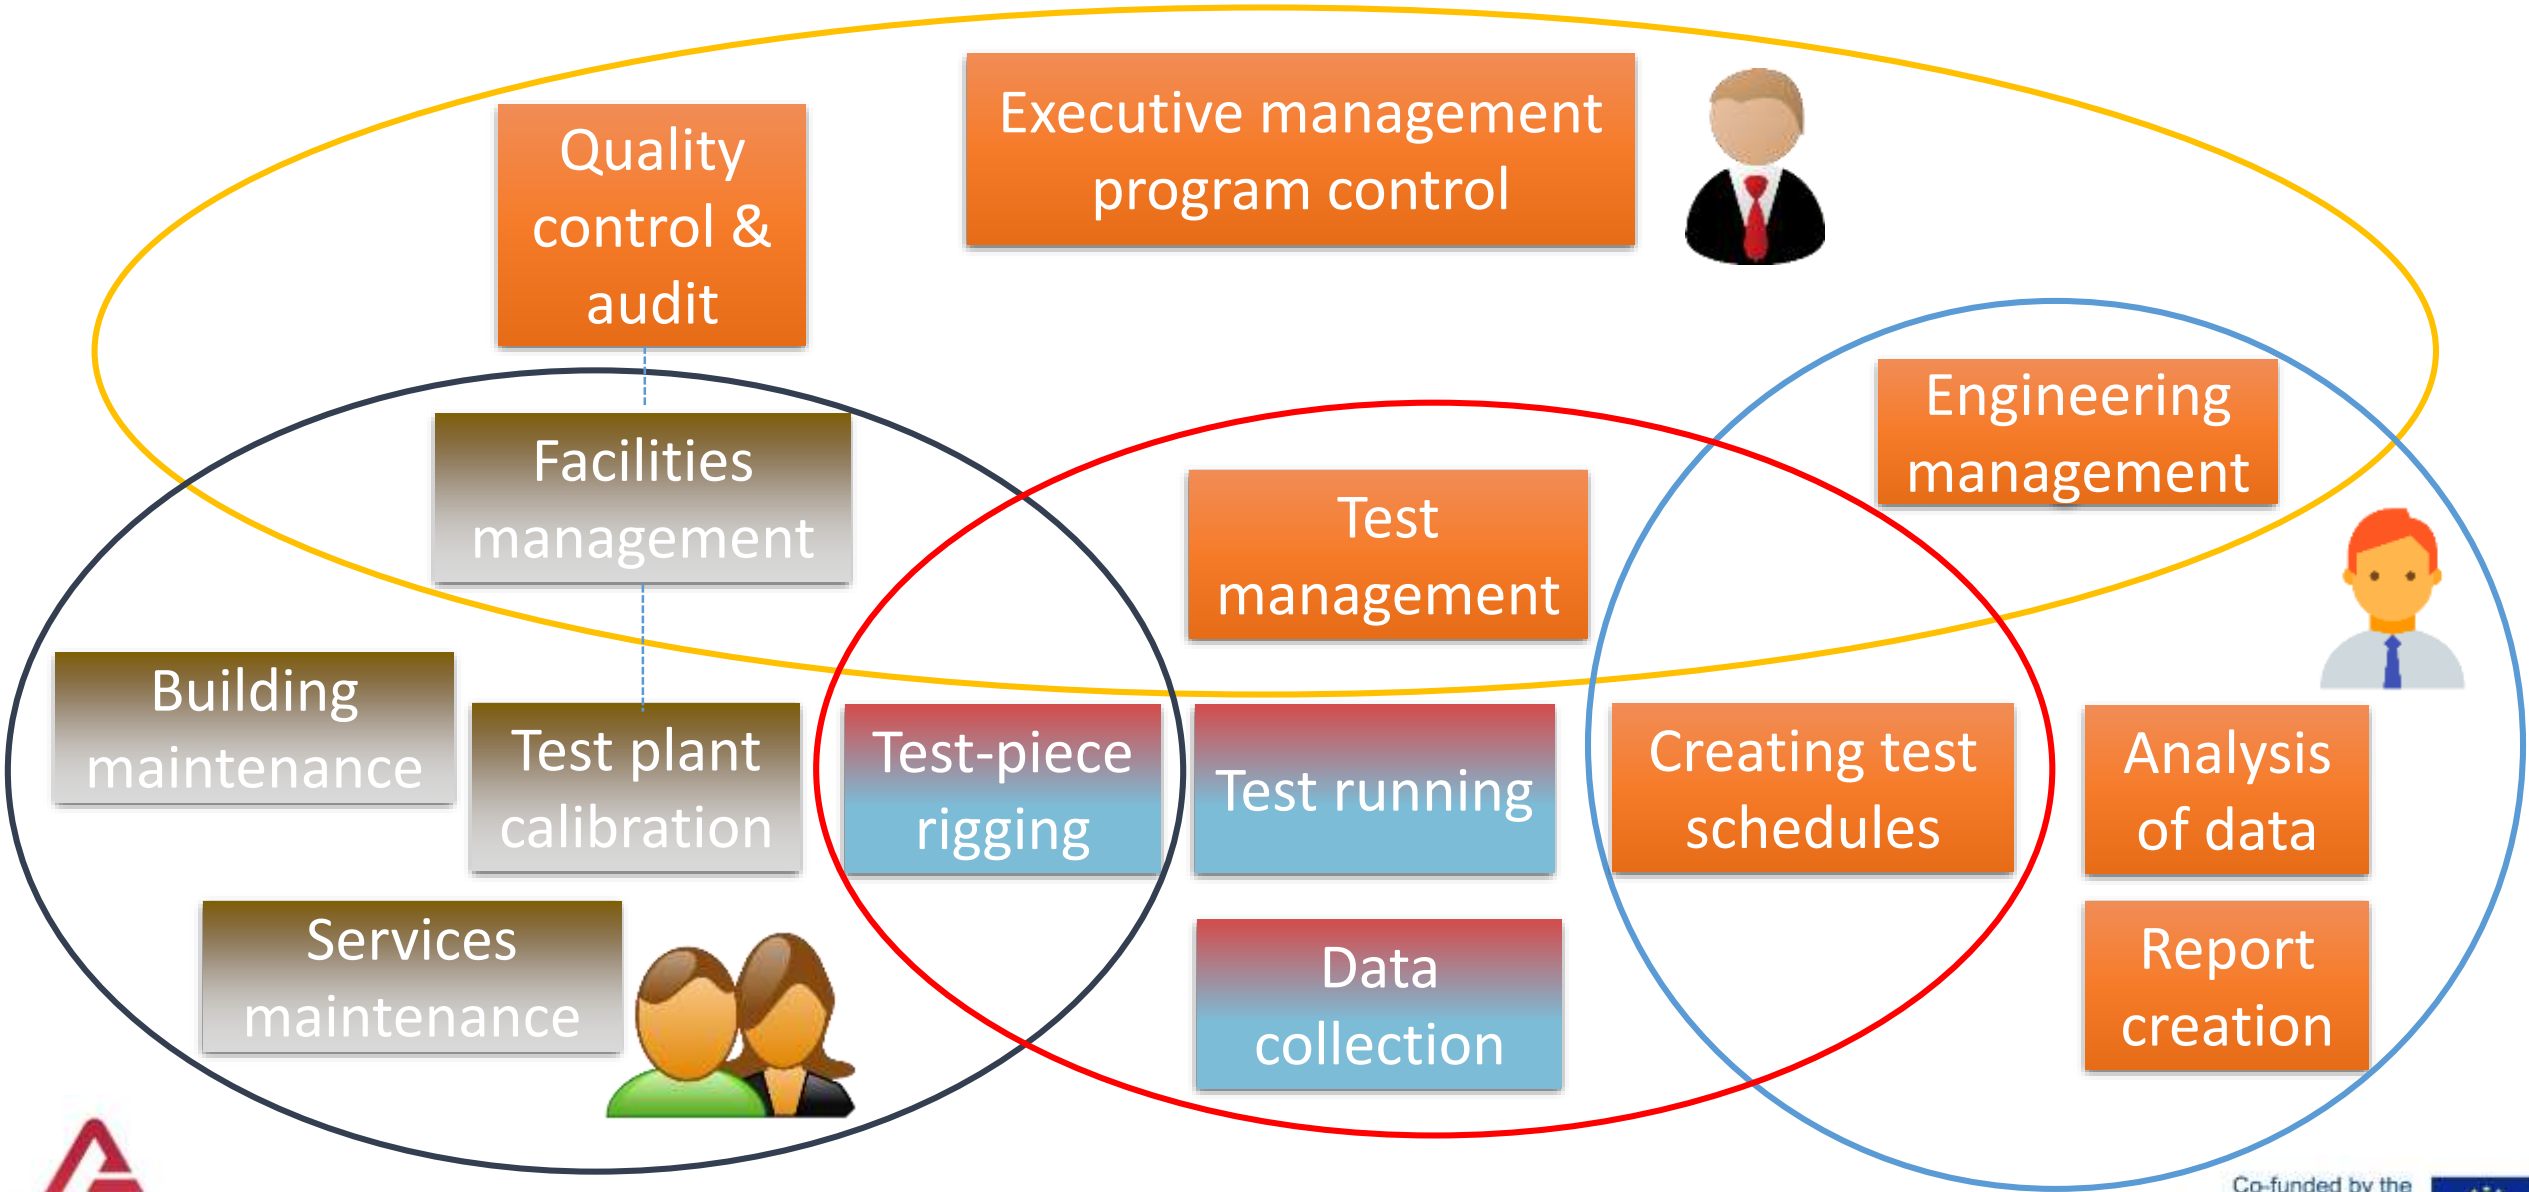 Executive management
program control
Quality
control &
audit
Engineering
management
Facilities
management
Test
management
Building
maintenance
Test plant
calibration
Test-piece
rigging
Test running
Creating test
schedules
Analysis
of data
Services
maintenance
Data
collection
Report
creation
Co-funded by the